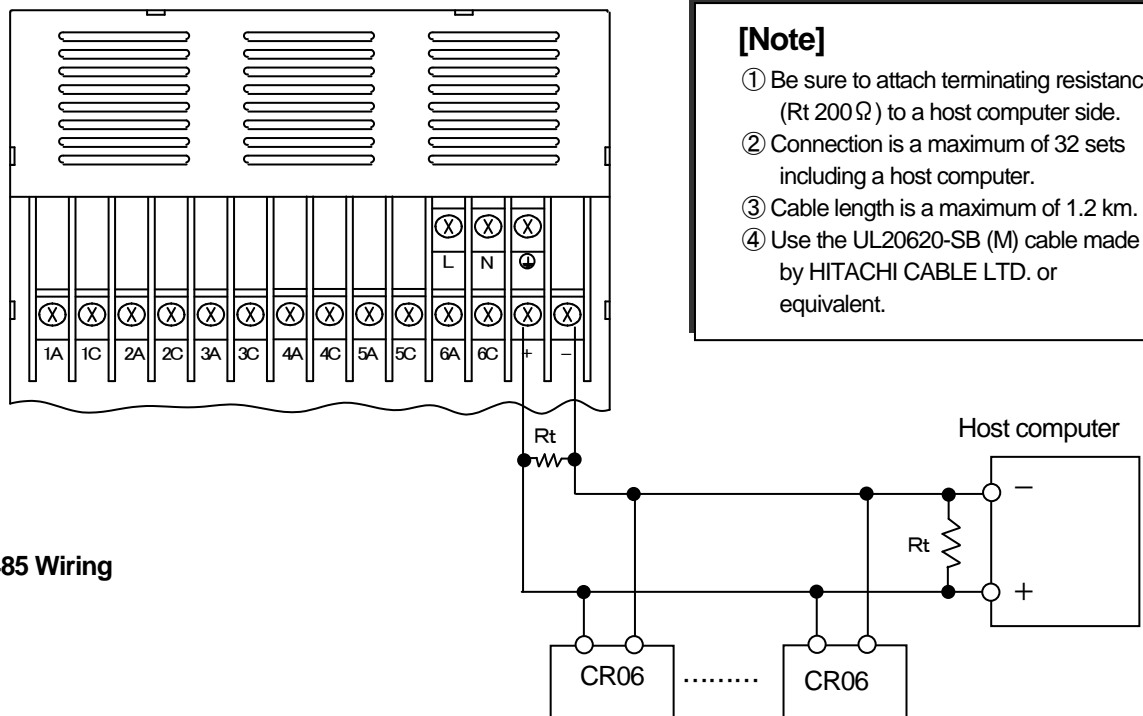 [Note]
① Be sure to attach terminating resistanc
(Rt 200Ω) to a host computer side.
② Connection is a maximum of 32 sets
including a host computer.
③ Cable length is a maximum of 1.2 km.
④ Use the UL20620-SB (M) cable made
by HITACHI CABLE LTD. or
equivalent.
L N
1A 1C 2A 2C 3A 3C 4A 4C 5A 5C 6A 6C + −
Rt
Host computer
−
Rt
+
85 Wiring
CR06 ......... CR06